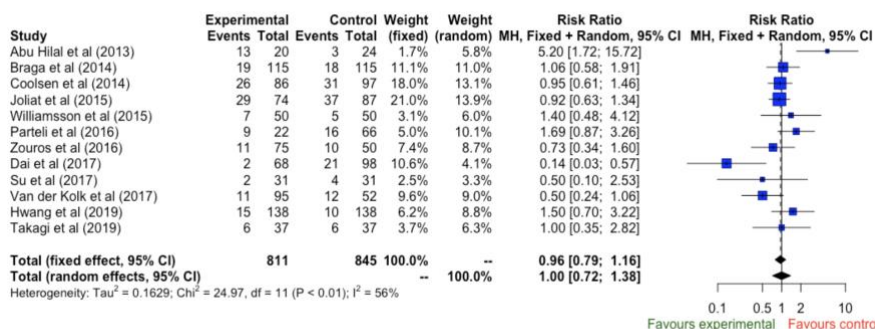 Experimental Control Weight Weight Risk Ratio Risk Ratio
Study Events Total Events Total (fixed) (random) MH, Fixed + Random, 95% CI MH, Fixed + Random, 95% CI
Abu Hilal et al (2013) 13 20 3 24 1.7% 5.8% 5.20 [1.72; 15.72]
Braga et al (2014) 19 115 18 115 11.1% 11.0% 1.06 [0.58; 1.91]
Coolsen et al (2014) 26 86 31 97 18.0% 13.1% 0.95 [0.61; 1.46]
Joliat et al (2015) 29 74 37 87 21.0% 13.9% 0.92 [0.63; 1.34]
Williamsson et al (2015) 7 50 5 50 3.1% 6.0% 1.40 [0.48; 4.12]
Parteli et al (2016) 9 22 16 66 5.0% 10.1% 1.69 [0.87; 3.26]
Zouros et al (2016) 11 75 10 50 7.4% 8.7% 0.73 [0.34; 1.60]
Dai et al (2017) 2 68 21 98 10.6% 4.1% 0.14 [0.03; 0.57]
Su et al (2017) 2 31 4 31 2.5% 3.3% 0.50 [0.10; 2.53]
Van der Kolk et al (2017) 11 95 12 52 9.6% 9.0% 0.50 [0.24; 1.06]
Hwang et al (2019) 15 138 10 138 6.2% 8.8% 1.50 [0.70; 3.22]
Takagi et al (2019) 6 37 6 37 3.7% 6.3% 1.00 [0.35; 2.82]
Total (fixed effect, 95% CI) 811 845 100.0% -- 0.96 [0.79; 1.16]
Total (random effects, 95% CI) -- 100.0% 1.00 [0.72; 1.38]
Heterogeneity: Tau² = 0.1629; Chi² = 24.97, df = 11 (P < 0.01); I² = 56%
0.1 0.5 1 2 10
Favours experimental Favours contro